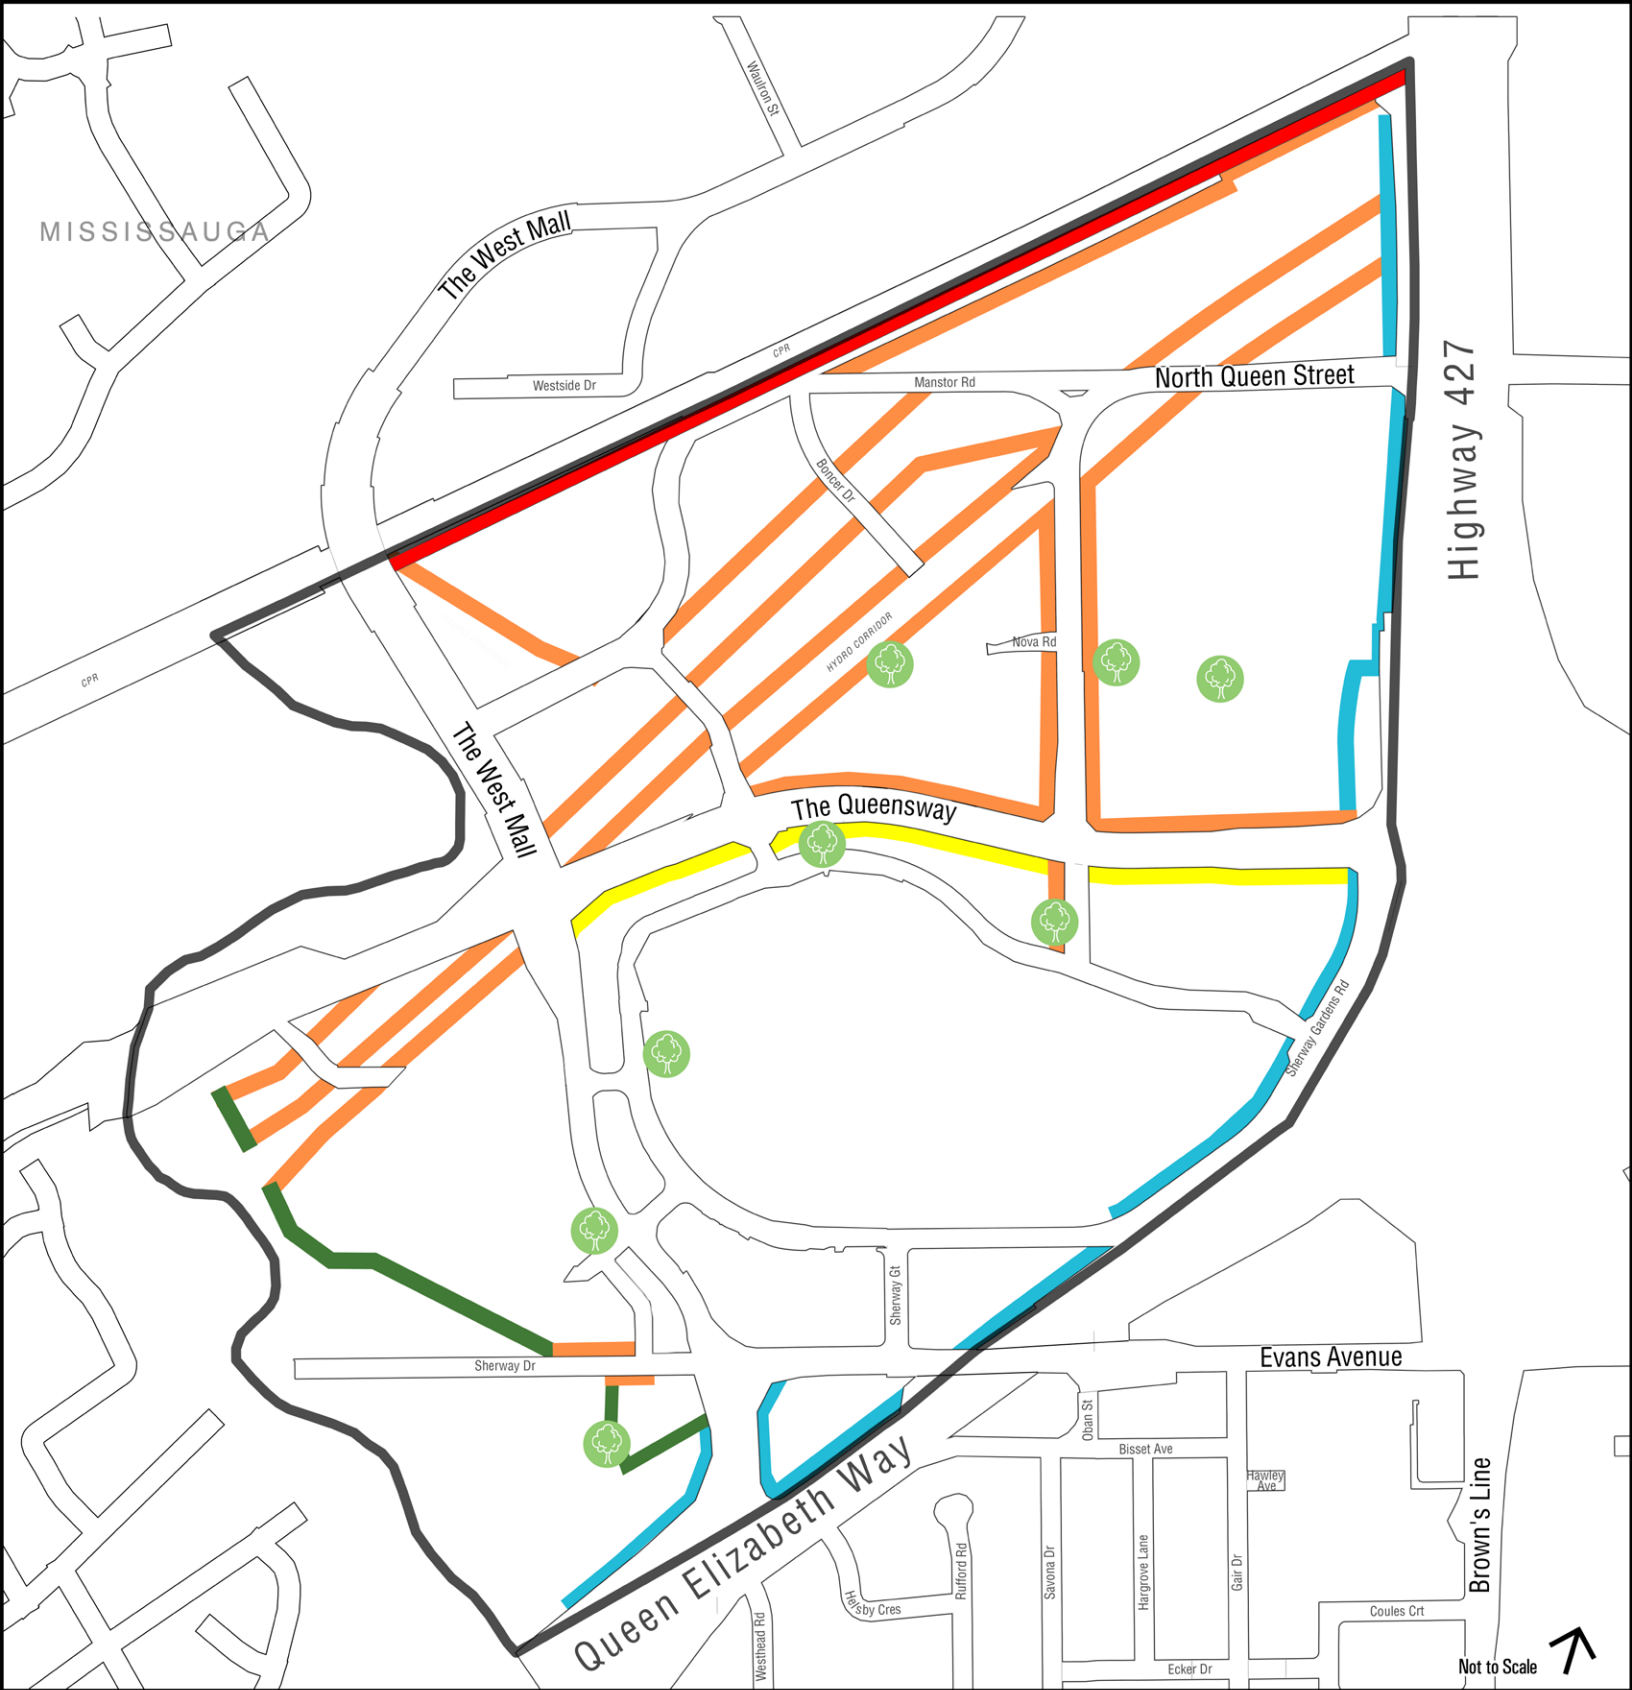 Waulron St
MISSISSAUGA
The West Mall
CPR
Westside Dr
Manstor Rd
North Queen Street
Highway 427
Boncer Dr
HYDRO CORRIDOR
Nova Rd
CPR
The West Mall
The Queensway
Sherway Gardens Rd
Sherway Gt
Sherway Dr
Evans Avenue
Oban St
Bisset Ave
Hawley
Ave
Queen Elizabeth Way
Brown's Line
Rufford Rd
Savona Dr
Hargrove Lane
Gair Dr
Helsby Cres
Coules Crt
Westhead Rd
Ecker Dr
Not to Scale